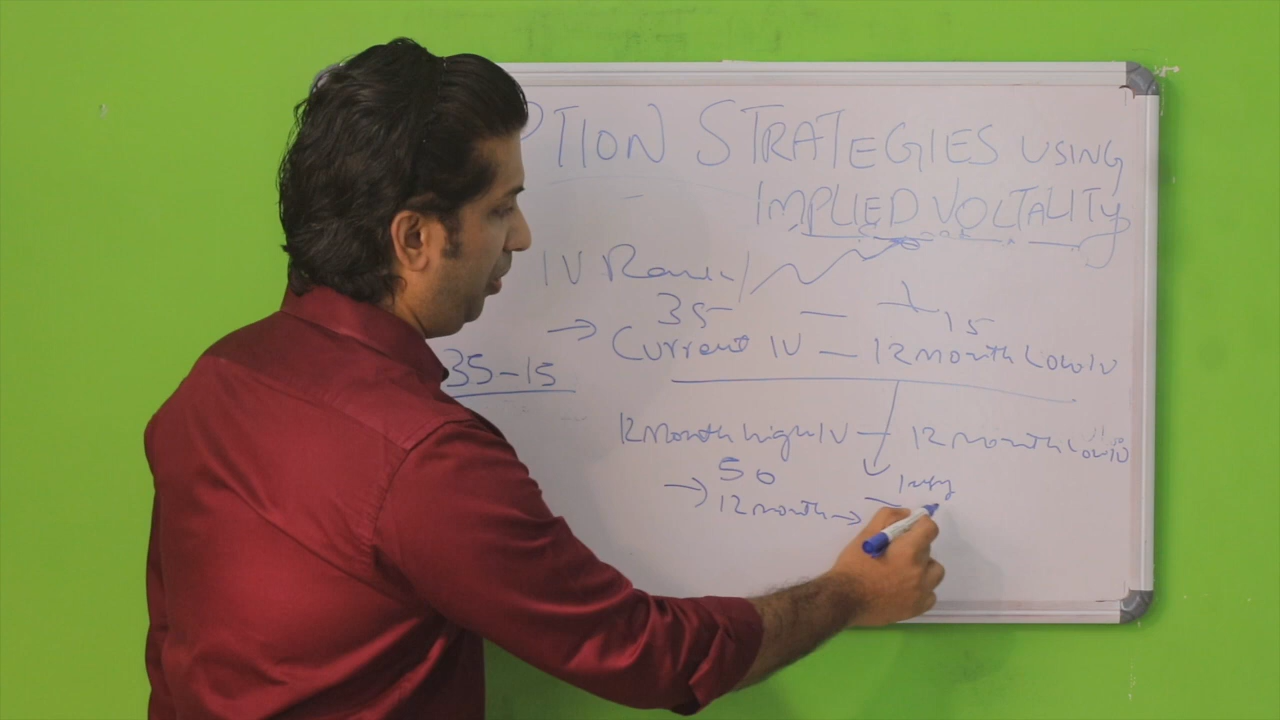 PTION STRATEGIES USING
IMPLIED VOLTALITY
IV Rank
35 — 15
→ Current IV — 12 Month Low IV
35-15
12 Month high IV — 12 month Low IV
50
→ 12 month →